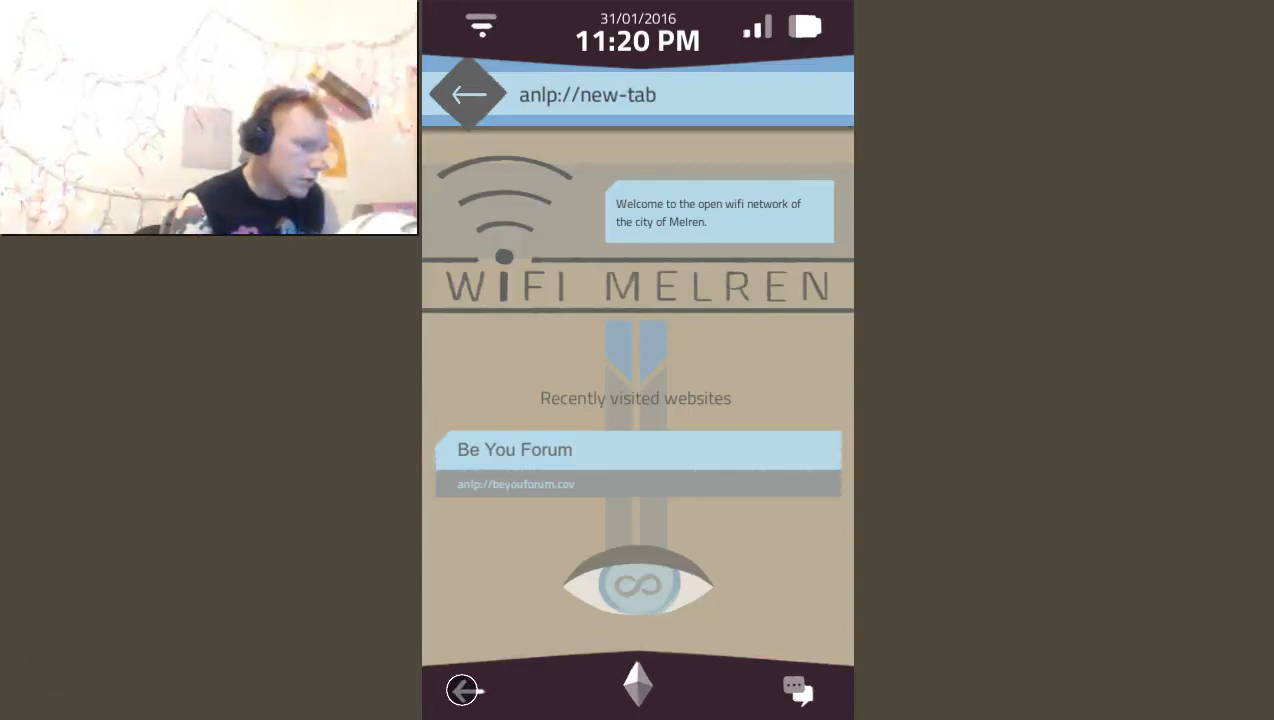 31/01/2016
11:20 PM
anlp://new-tab
Welcome to the open wifi network of
the city of Melren.
WiFI MELREN
Recently visited websites
Be You Forum
anlp://beyouforum.cov